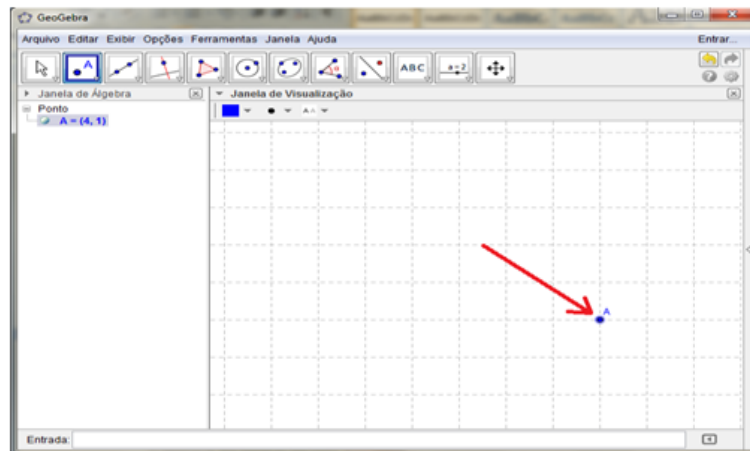 GeoGebra
Arquivo Editar Exibir Opções Ferramentas Janela Ajuda Entrar...
A ABC a=2
Janela de Álgebra Janela de Visualização
Ponto
A = (4, 1)
A
Entrada: